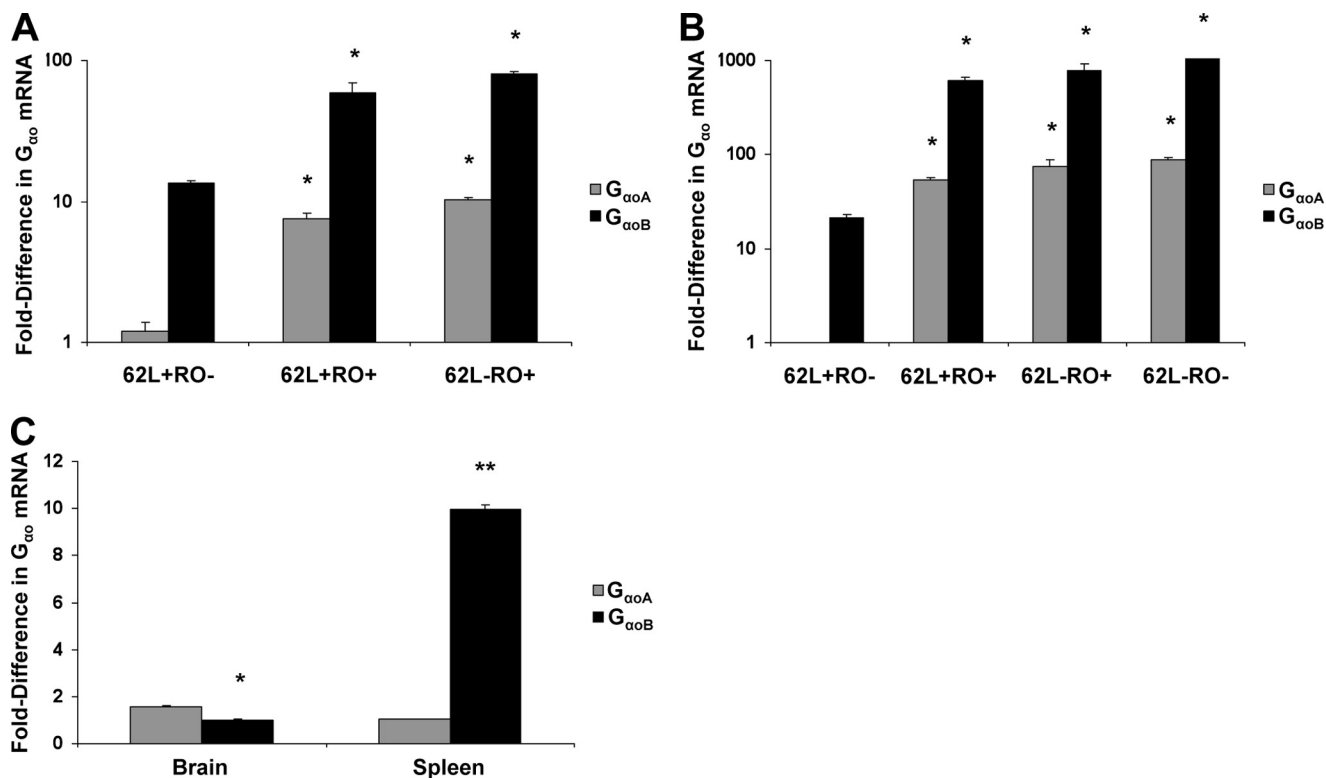 A
Fold-Difference in Gαo mRNA
100
10
1
*
*
*
*
62L+RO-
62L+RO+
62L-RO+
GαoA
GαoB
B
Fold-Difference in Gαo mRNA
1000
100
10
1
*
*
*
*
*
*
62L+RO-
62L+RO+
62L-RO+
62L-RO-
GαoA
GαoB
C
Fold-Difference in Gαo mRNA
12
10
8
6
4
2
0
*
**
Brain
Spleen
GαoA
GαoB